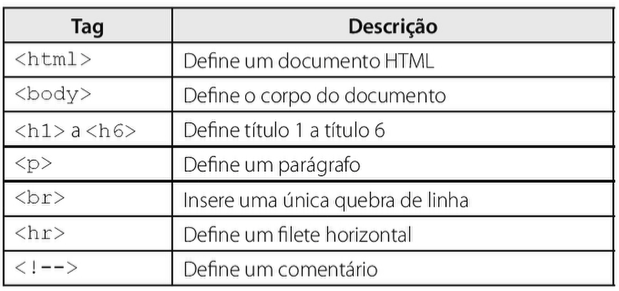 Tag Descrição
<html> Define um documento HTML
<body> Define o corpo do documento
<h1> a <h6> Define título 1 a título 6
<p> Define um parágrafo
<br> Insere uma única quebra de linha
<hr> Define um filete horizontal
<!--> Define um comentário